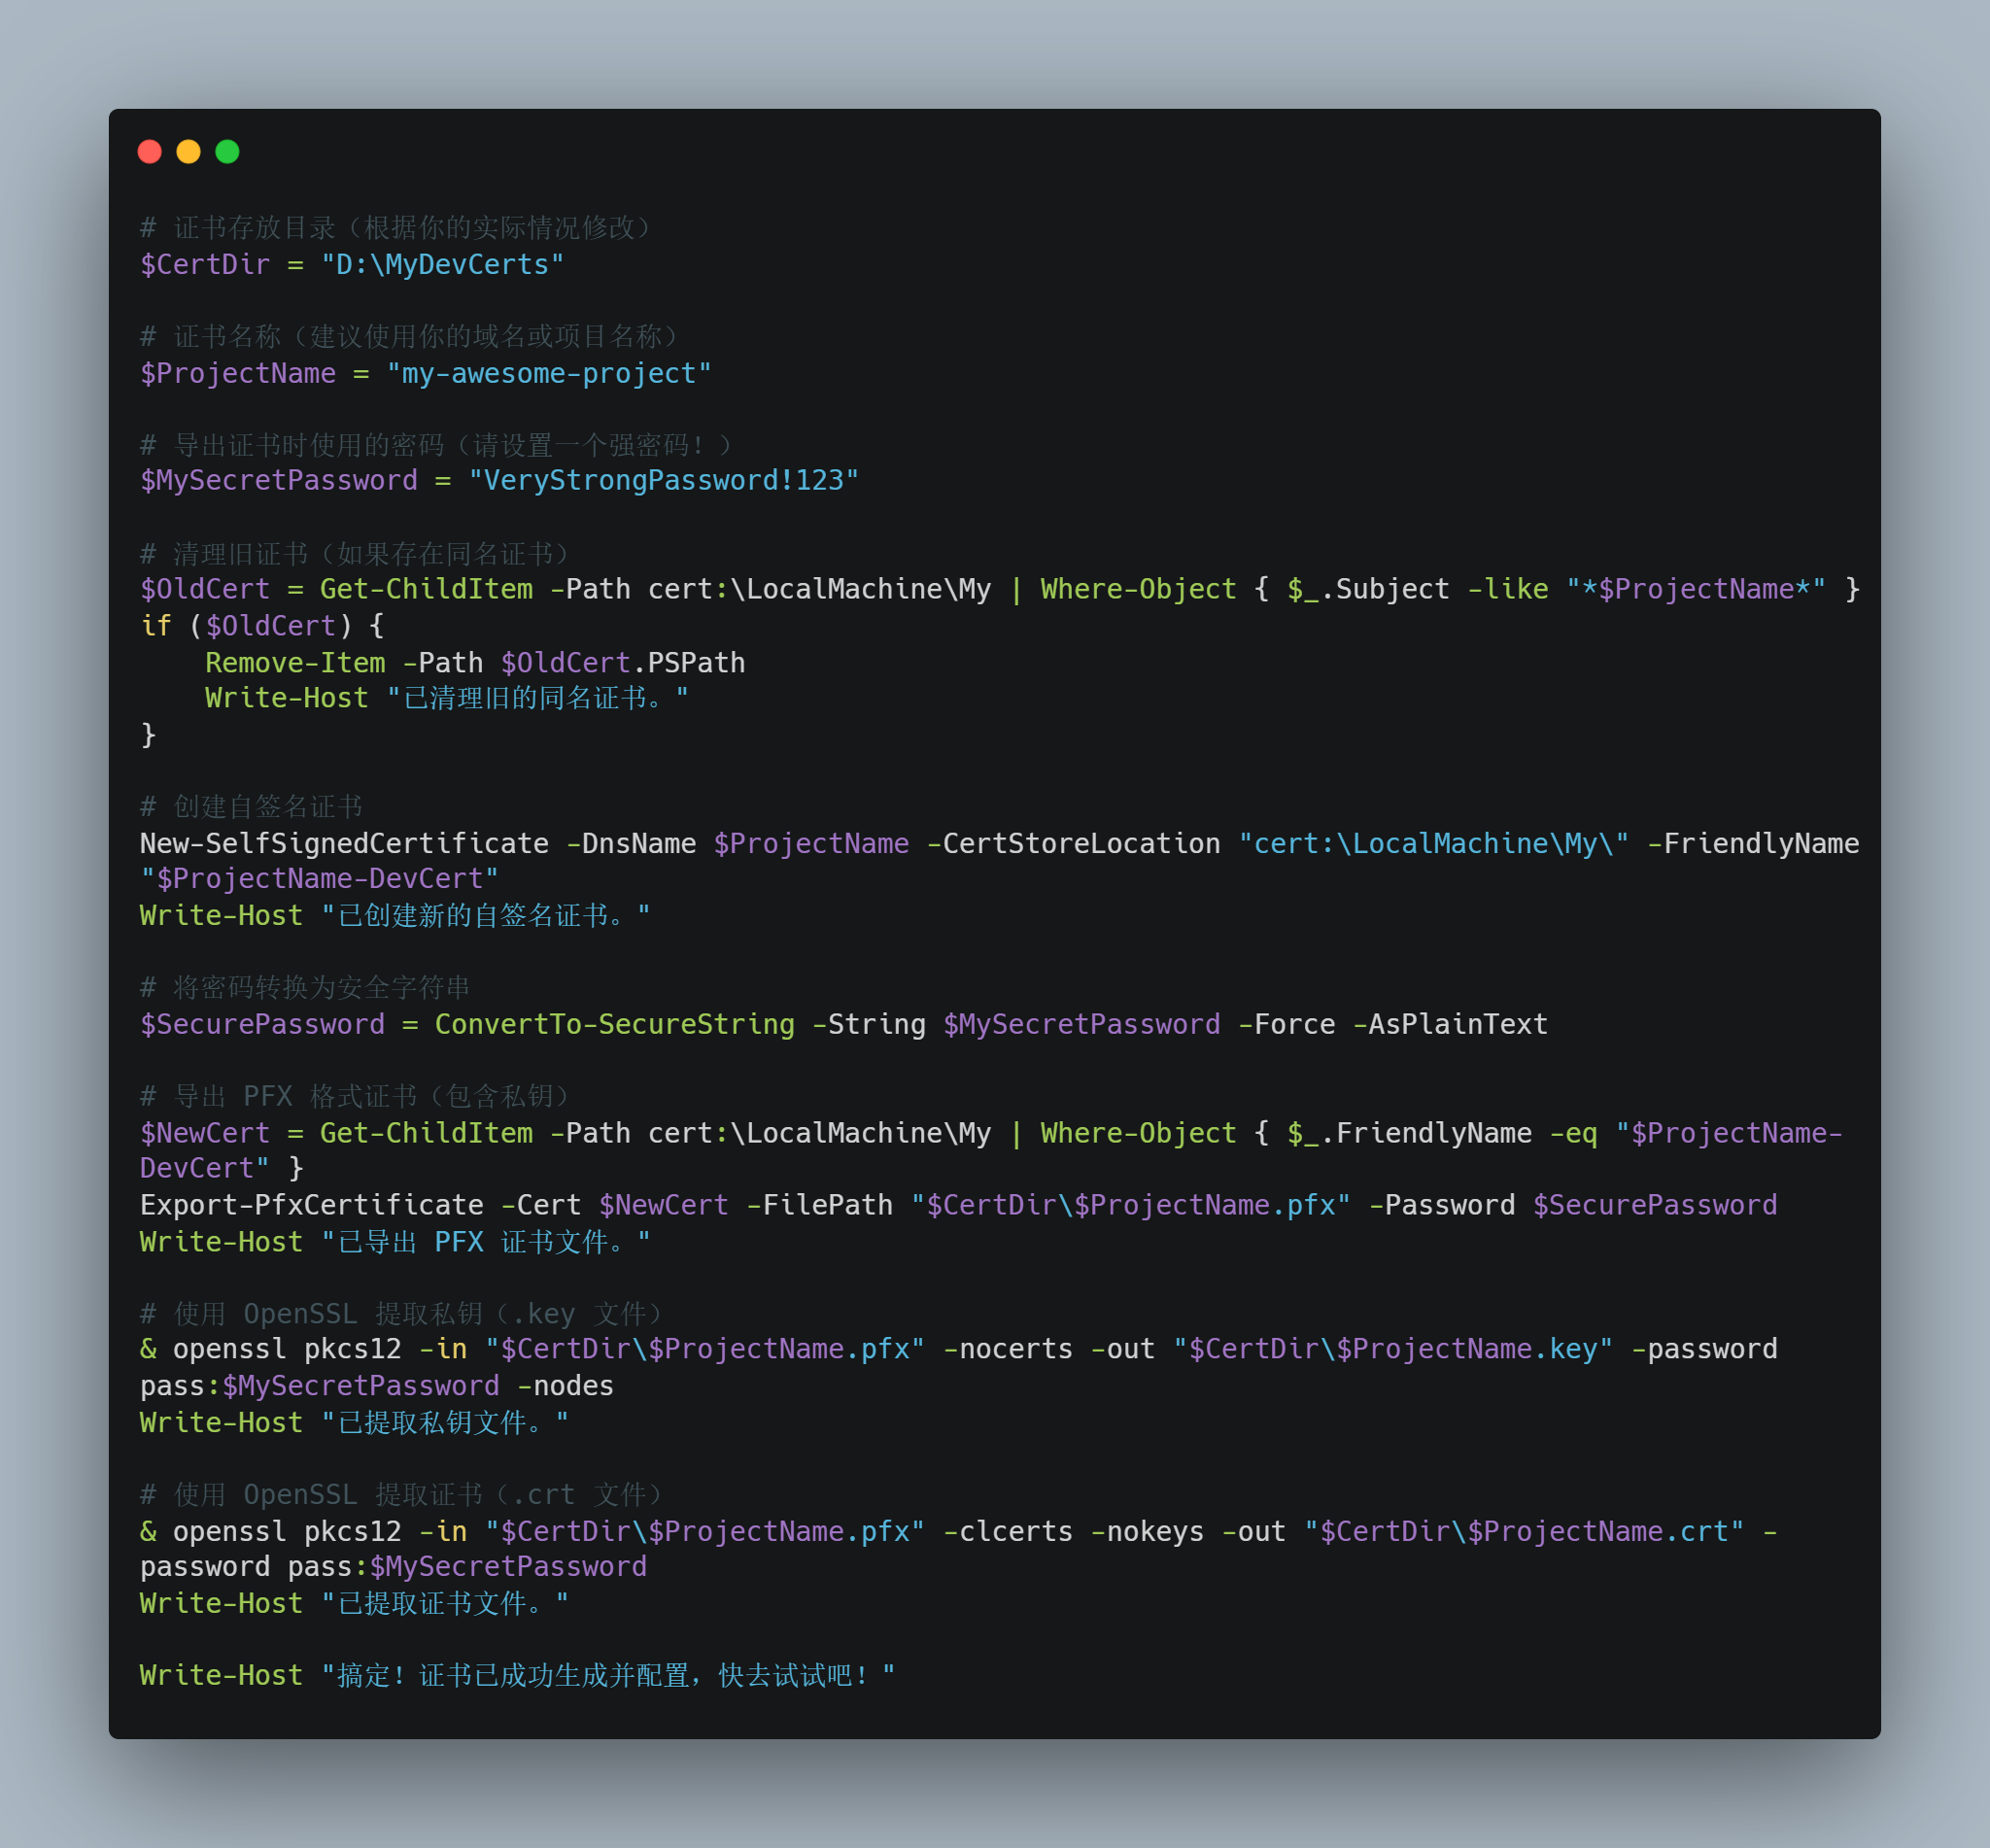 # 证书存放目录（根据你的实际情况修改）
$CertDir = "D:\MyDevCerts"
# 证书名称（建议使用你的域名或项目名称）
$ProjectName = "my-awesome-project"
# 导出证书时使用的密码（请设置一个强密码！）
$MySecretPassword = "VeryStrongPassword!123"
# 清理旧证书（如果存在同名证书）
$OldCert = Get-ChildItem -Path cert:\LocalMachine\My | Where-Object { $_.Subject -like "*$ProjectName*" }
if ($OldCert) {
    Remove-Item -Path $OldCert.PSPath
    Write-Host "已清理旧的同名证书。"
}
# 创建自签名证书
New-SelfSignedCertificate -DnsName $ProjectName -CertStoreLocation "cert:\LocalMachine\My\" -FriendlyName
"$ProjectName-DevCert"
Write-Host "已创建新的自签名证书。"
# 将密码转换为安全字符串
$SecurePassword = ConvertTo-SecureString -String $MySecretPassword -Force -AsPlainText
# 导出 PFX 格式证书（包含私钥）
$NewCert = Get-ChildItem -Path cert:\LocalMachine\My | Where-Object { $_.FriendlyName -eq "$ProjectName-
DevCert" }
Export-PfxCertificate -Cert $NewCert -FilePath "$CertDir\$ProjectName.pfx" -Password $SecurePassword
Write-Host "已导出 PFX 证书文件。"
# 使用 OpenSSL 提取私钥（.key 文件）
& openssl pkcs12 -in "$CertDir\$ProjectName.pfx" -nocerts -out "$CertDir\$ProjectName.key" -password
pass:$MySecretPassword -nodes
Write-Host "已提取私钥文件。"
# 使用 OpenSSL 提取证书（.crt 文件）
& openssl pkcs12 -in "$CertDir\$ProjectName.pfx" -clcerts -nokeys -out "$CertDir\$ProjectName.crt" -
password pass:$MySecretPassword
Write-Host "已提取证书文件。"
Write-Host "搞定！证书已成功生成并配置，快去试试吧！"